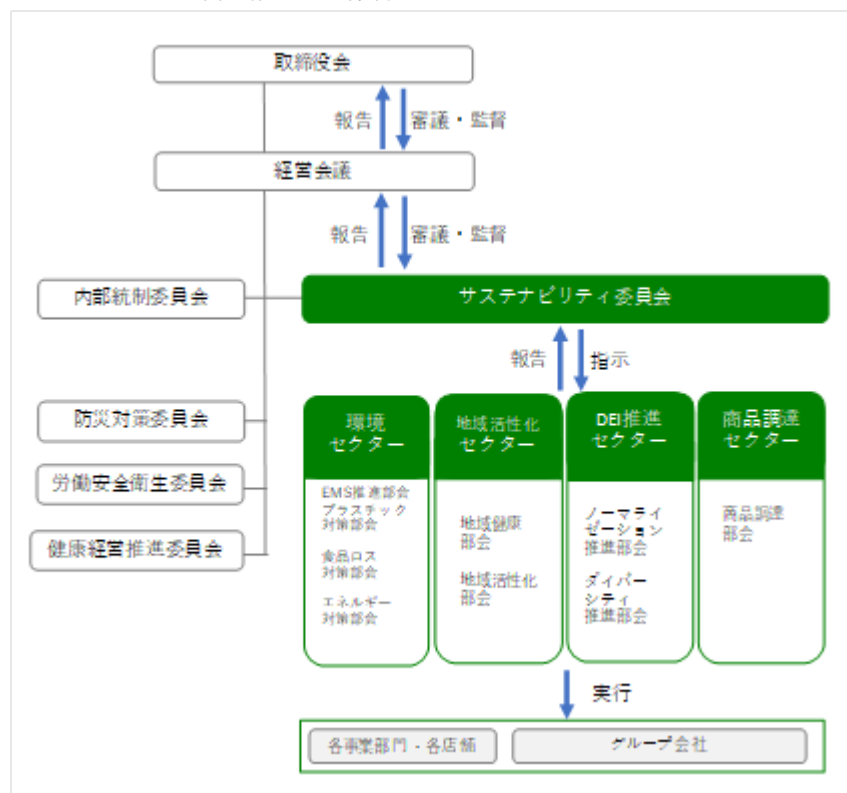 取締役会
報告
審議・監督
経営会議
報告
審議・監督
内部統制委員会
サステナビリティ委員会
報告
指示
防災対策委員会
労働安全衛生委員会
健康経営推進委員会
環境
セクター
EMS推進部会
プラスチック
対策部会
食品ロス
対策部会
エネルギー
対策部会
地域活性化
セクター
地域健康
部会
地域活性化
部会
DEI推進
セクター
ノーマライ
ゼーション
推進部会
ダイバー
シティ
推進部会
商品調達
セクター
商品調達
部会
実行
各事業部門・各店舗
グループ会社